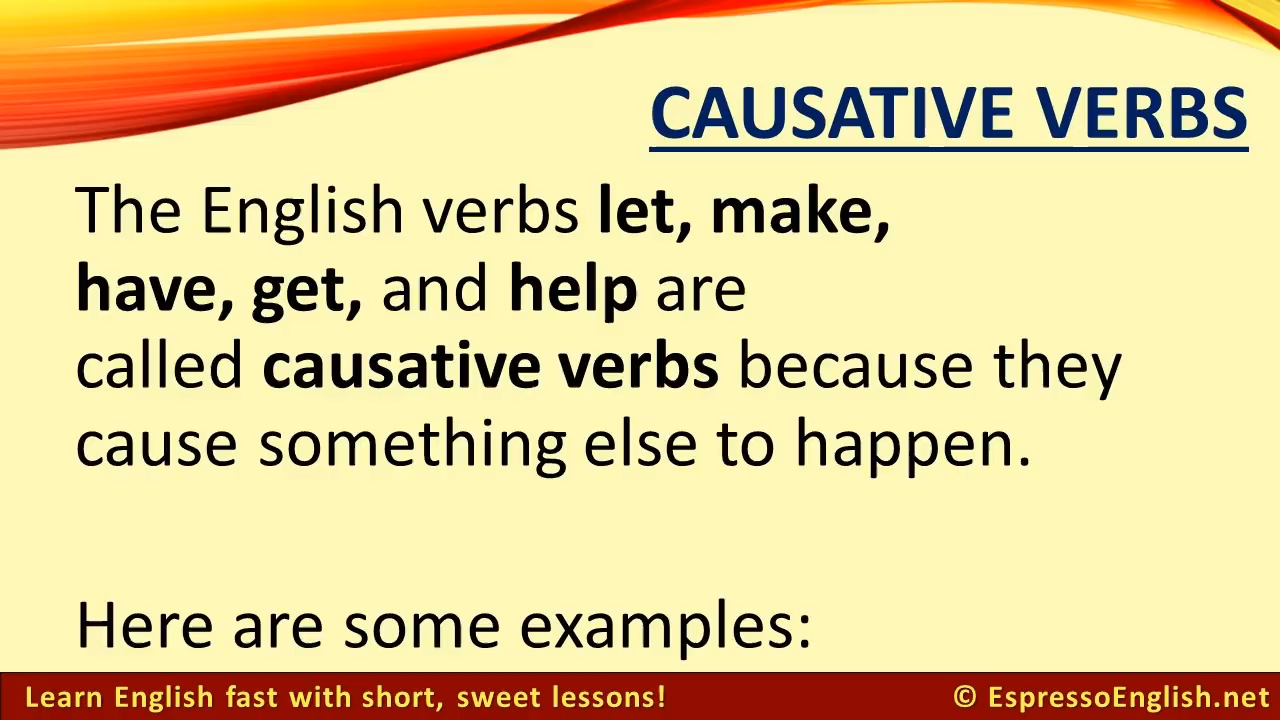 CAUSATIVE VERBS
The English verbs let, make,
have, get, and help are
called causative verbs because they
cause something else to happen.
Here are some examples:
Learn English fast with short, sweet lessons!
© EspressoEnglish.net